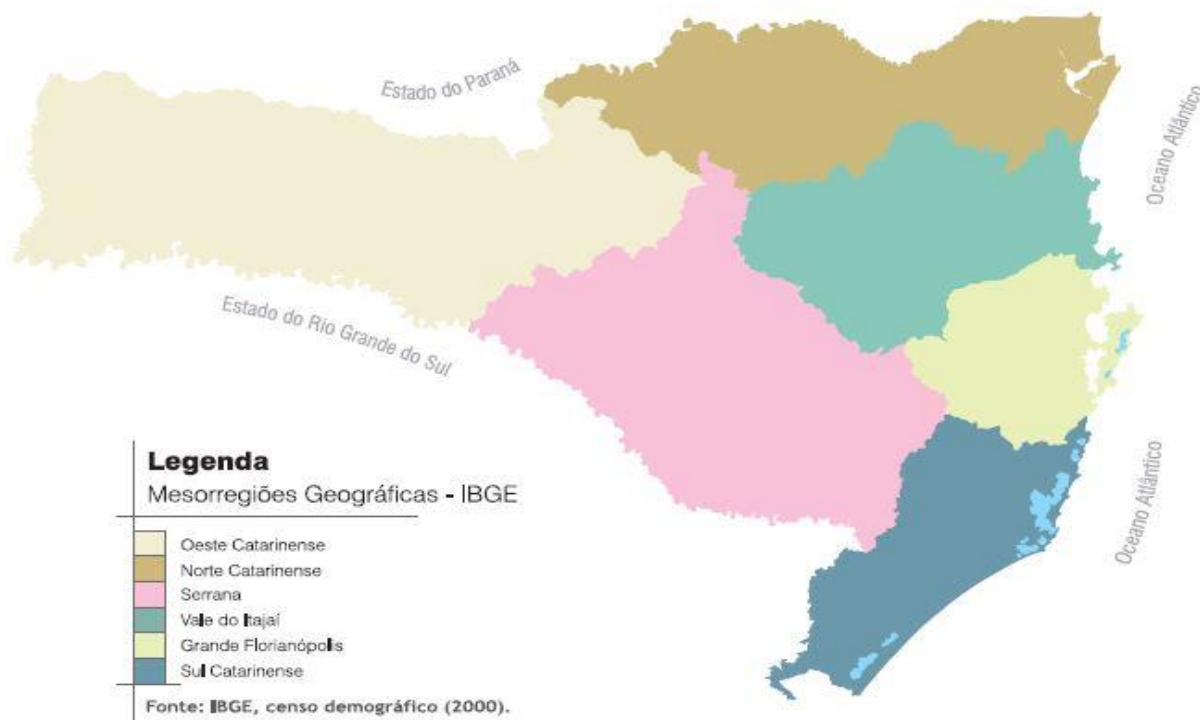 Estado do Paraná
Oceano Atlântico
Estado do Rio Grande do Sul
Oceano Atlântico
Legenda
Mesorregiões Geográficas - IBGE
Oeste Catarinense
Norte Catarinense
Serrana
Vale do Itajaí
Grande Florianópolis
Sul Catarinense
Fonte: IBGE, censo demográfico (2000).